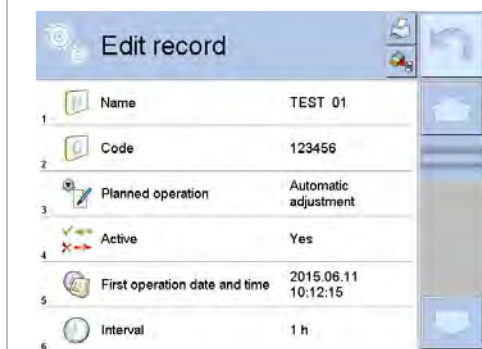 Edit record
1 Name TEST 01
2 Code 123456
3 Planned operation Automatic
adjustment
4 Active Yes
5 First operation date and time 2015.06.11
10:12:15
6 Interval 1 h